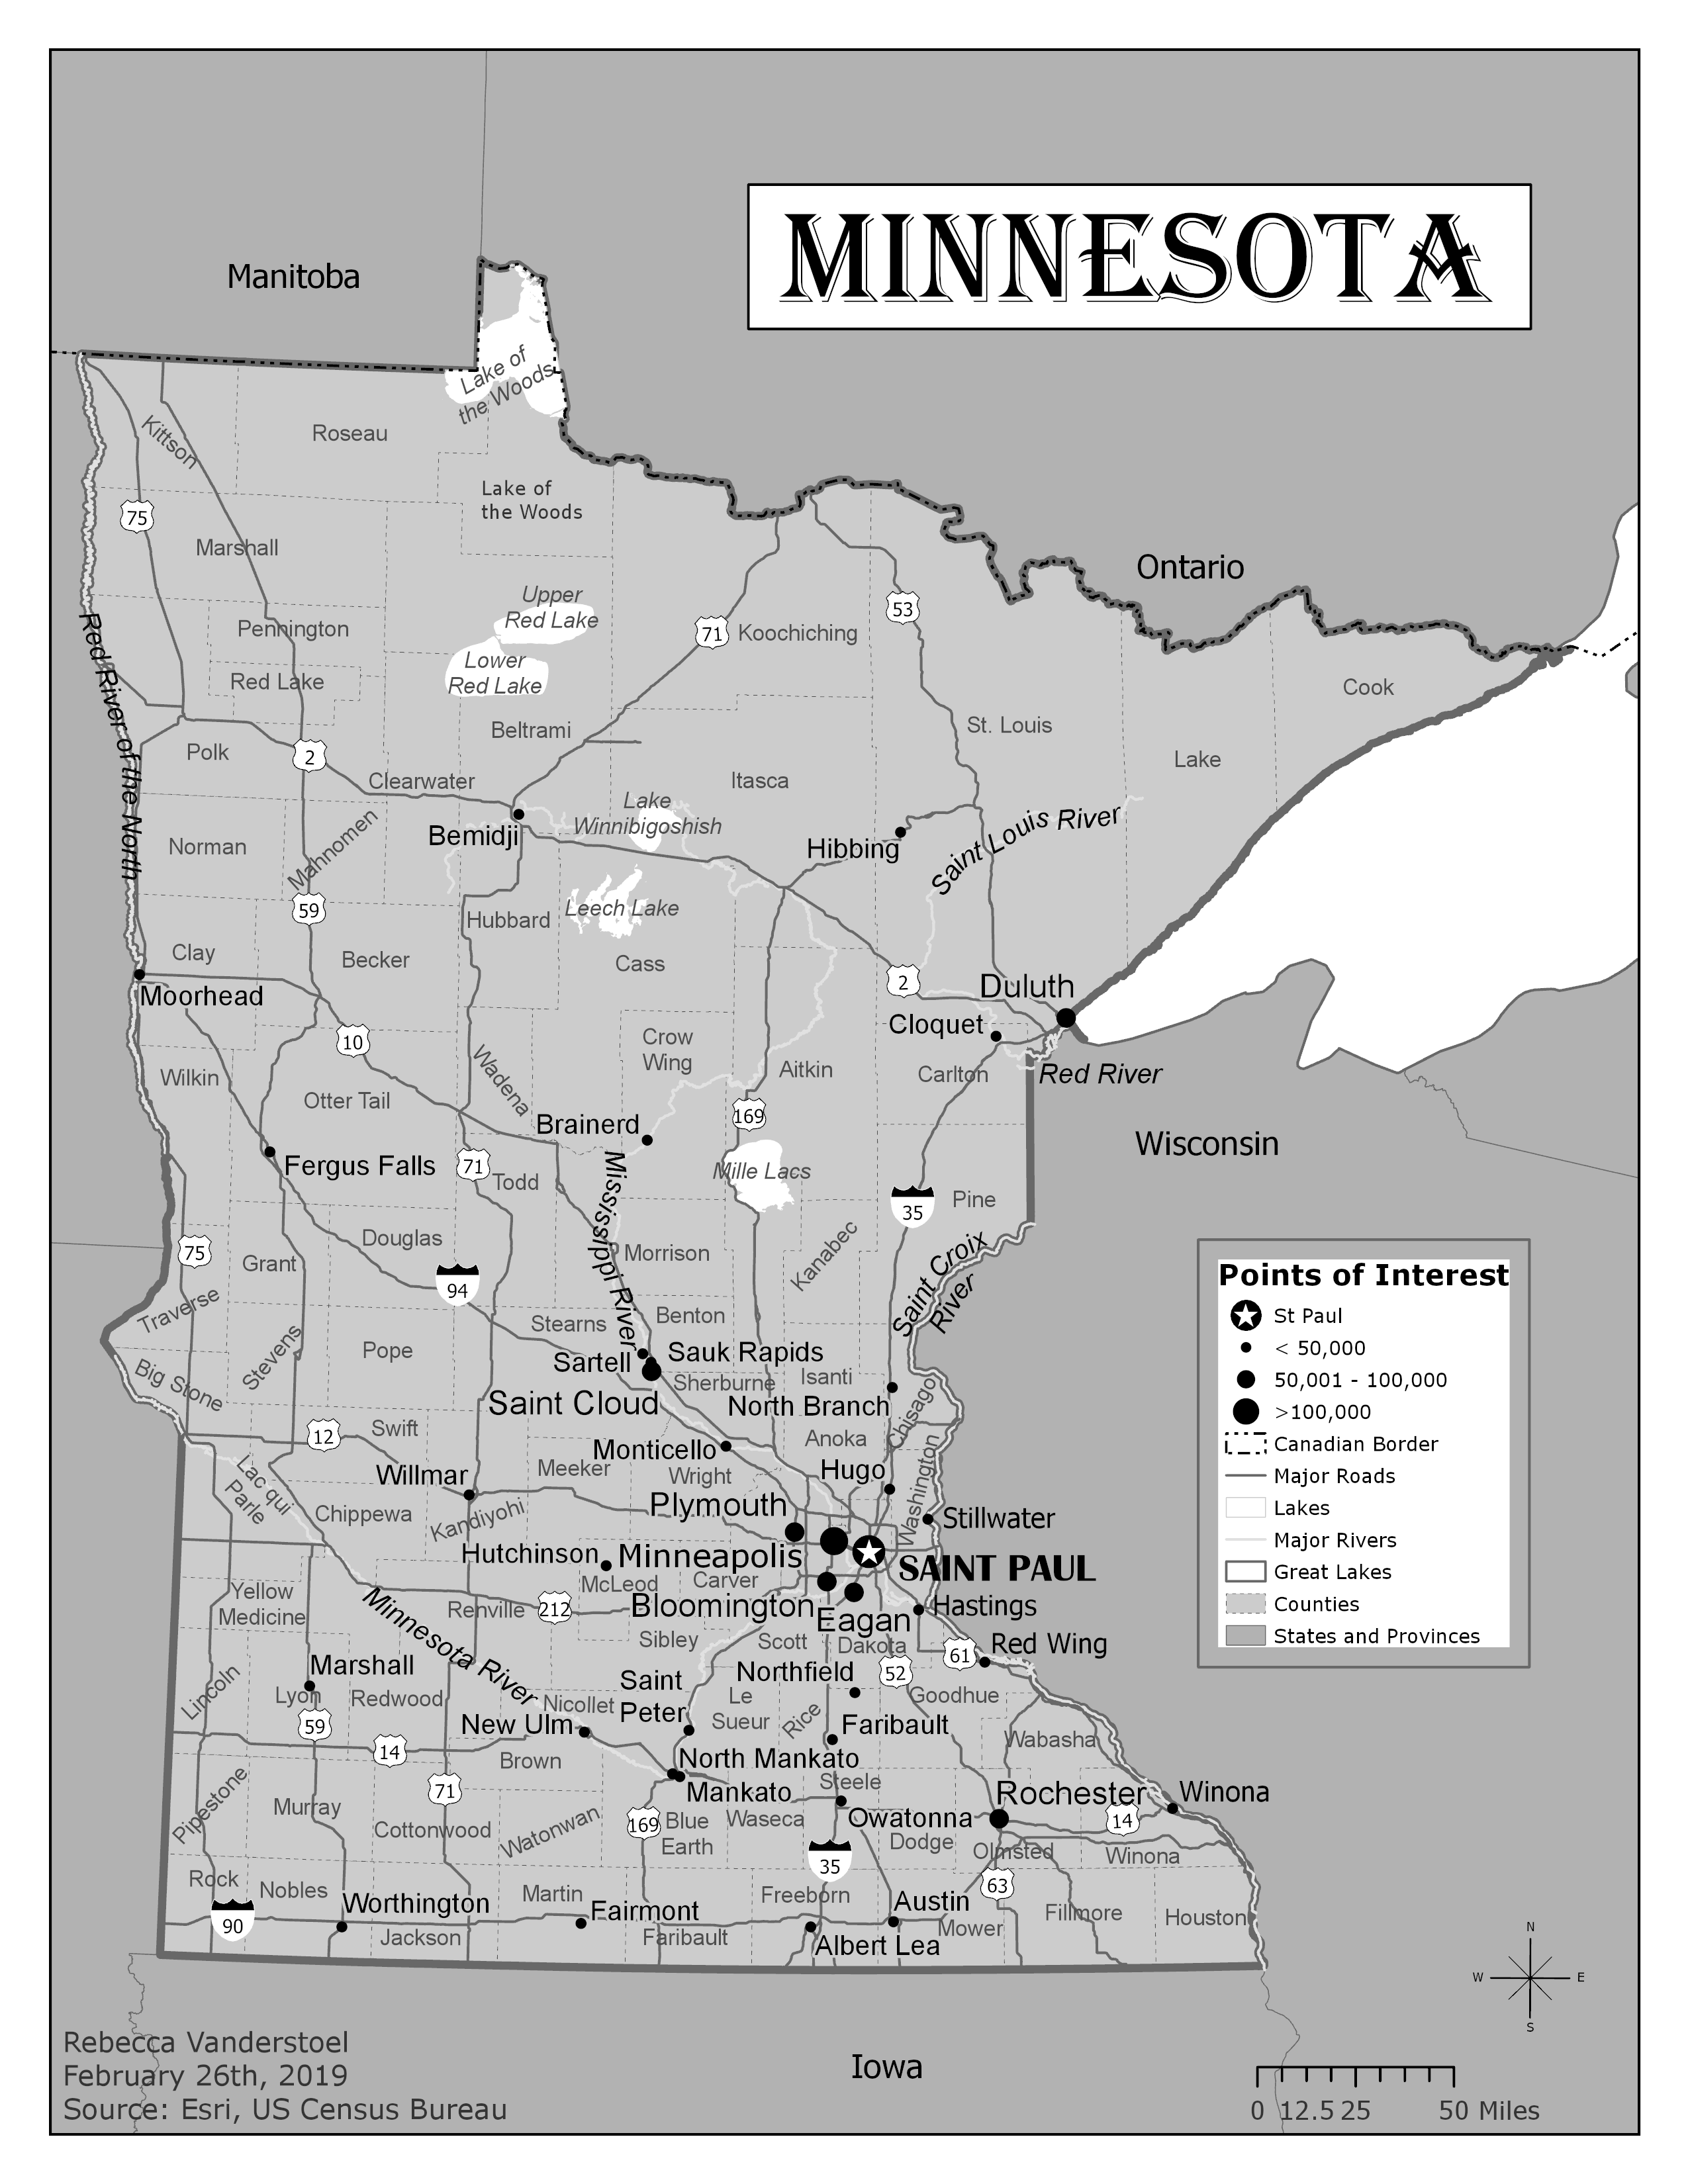 MINNESOTA
Manitoba
Lake of
the Woods
Kittson
Roseau
Lake of
the Woods
75
Marshall
Ontario
Upper
Red Lake
53
Pennington
71
Koochiching
Lower
Red Lake
Red Lake
Cook
Red River of the North
Beltrami
St. Louis
Polk
2
Lake
Clearwater
Itasca
Lake
Winnibigoshish
Saint Louis River
Bemidji
Hibbing
Norman
Mahnomen
59
Leech Lake
Hubbard
Clay
Becker
Cass
2
Duluth
Moorhead
Cloquet
10
Crow
Wing
Aitkin
Carlton
Red River
Wilkin
Wadena
Otter Tail
169
Brainerd
Wisconsin
Fergus Falls
71
Mille Lacs
Todd
35
Pine
Mississippi River
Douglas
75
Morrison
Kanabec
Saint Croix
River
Grant
94
Traverse
Stearns
Benton
Points of Interest
St Paul
< 50,000
50,001 - 100,000
>100,000
Canadian Border
Major Roads
Lakes
Major Rivers
Great Lakes
Counties
States and Provinces
Pope
Stevens
Sartell
Sauk Rapids
Big Stone
Sherburne
Isanti
Saint Cloud
North Branch
Chisago
12
Swift
Anoka
Monticello
Willmar
Meeker
Wright
Hugo
Washington
Lac qui
Parle
Chippewa
Kandiyohi
Plymouth
Stillwater
Hutchinson
Minneapolis
SAINT PAUL
McLeod
Carver
Yellow
Medicine
Renville
212
Bloomington
Eagan
Hastings
Minnesota River
Sibley
Scott
Dakota
61
Red Wing
Marshall
Saint
Peter
Northfield
52
Lincoln
Lyon
Redwood
Nicollet
Le
Sueur
Rice
Goodhue
59
New Ulm
Faribault
14
Brown
North Mankato
Wabasha
Pipestone
71
Mankato
Steele
Rochester
Winona
Murray
Cottonwood
Watonwan
169
Blue
Earth
Waseca
Owatonna
14
Dodge
Olmsted
Winona
35
Rock
Nobles
Martin
Freeborn
63
90
Worthington
Fairmont
Austin
Fillmore
Houston
Jackson
Faribault
Mower
Albert Lea
N
W
E
S
Rebecca Vanderstoel
February 26th, 2019
Source: Esri, US Census Bureau
Iowa
0 12.5 25 50 Miles